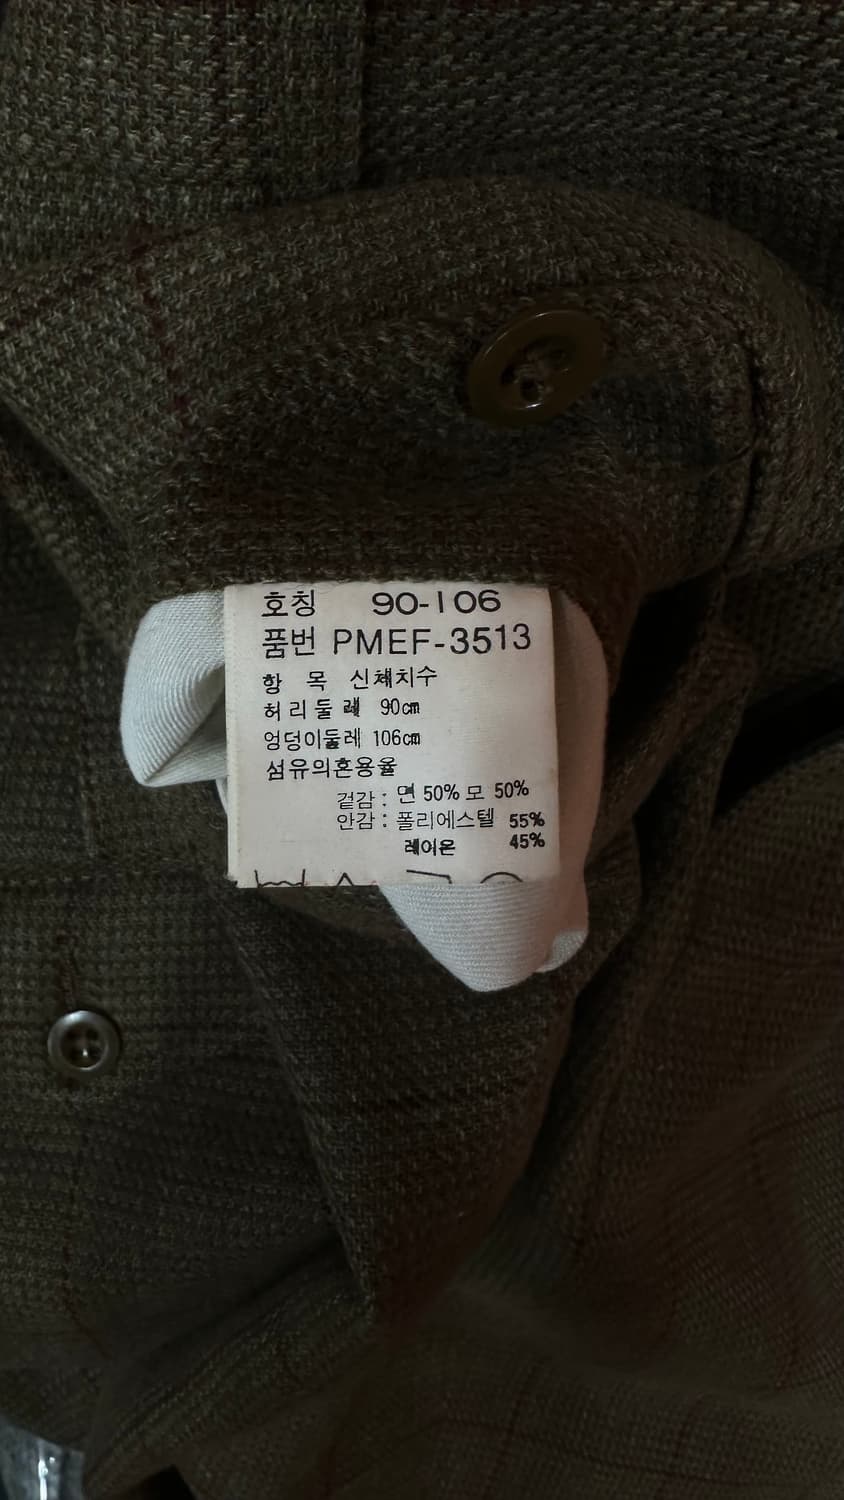 호칭 90-106
품번 PMEF-3513
항 목 신체치수
허리둘레 90cm
엉덩이둘레 106cm
섬유의혼용율
겉감 : 면 50% 모 50%
안감 : 폴리에스텔 55%
레이온 45%